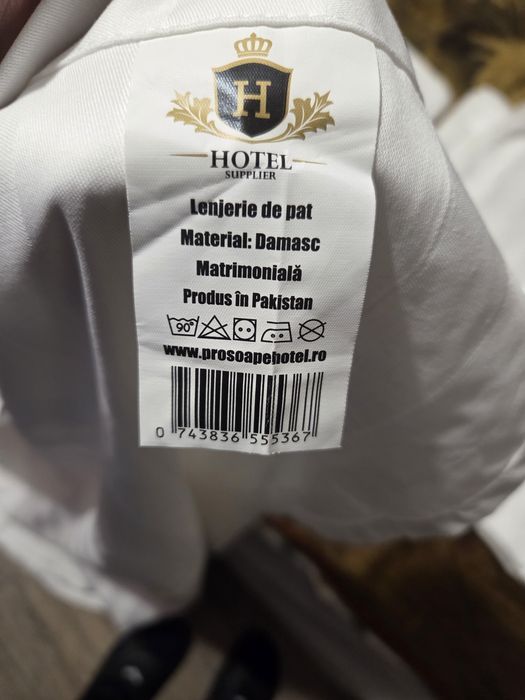 H
HOTEL
SUPPLIER
Lenjerie de pat
Material: Damasc
Matrimonială
Produs în Pakistan
90°
www.prosoapehotel.ro
0 743836 555367